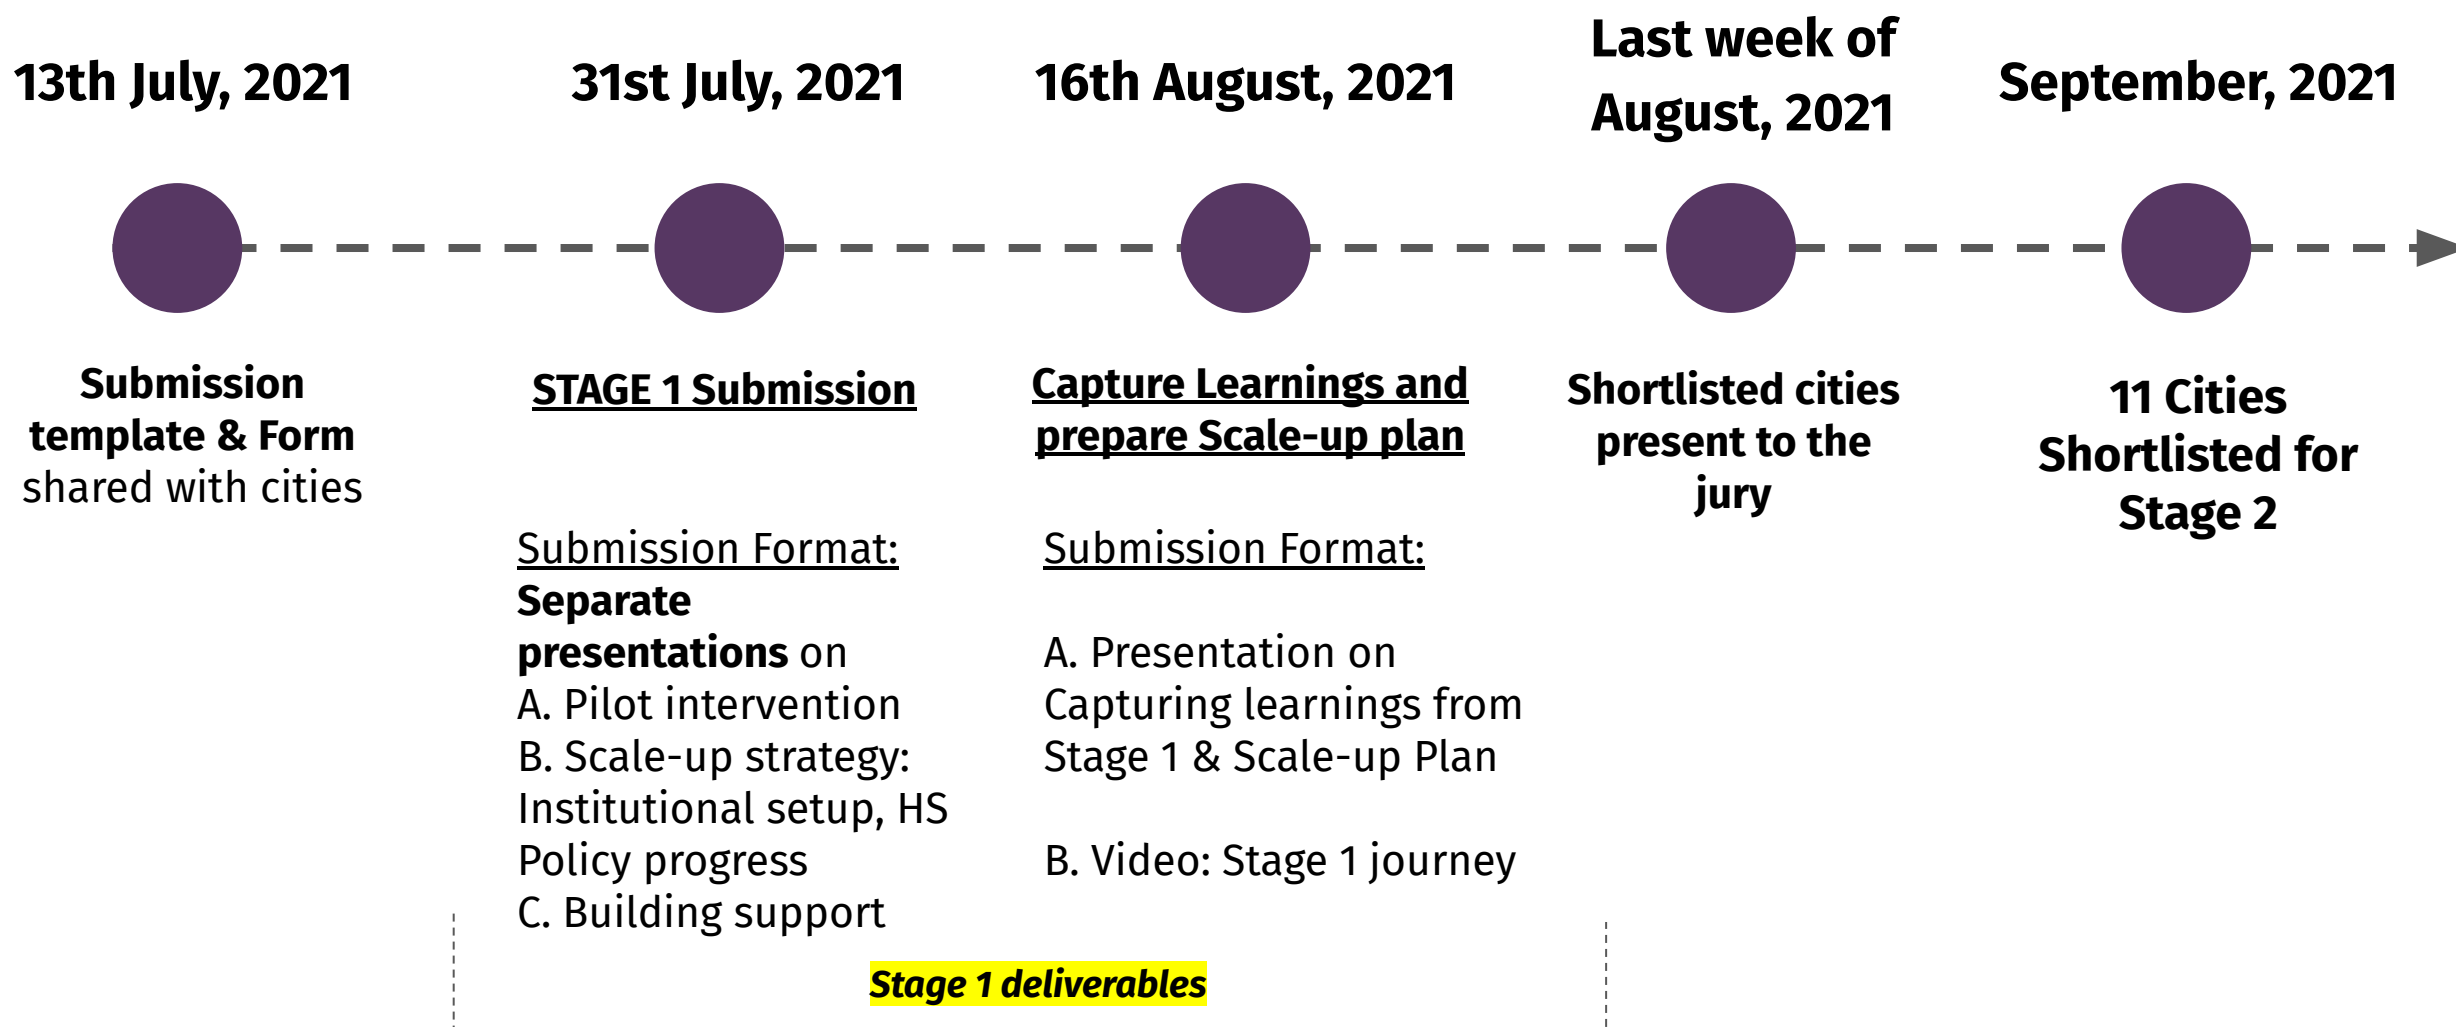 13th July, 2021
31st July, 2021
16th August, 2021
Last week of
August, 2021
September, 2021
Submission
template & Form
shared with cities
STAGE 1 Submission
Submission Format:
Separate
presentations on
A. Pilot intervention
B. Scale-up strategy:
Institutional setup, HS
Policy progress
C. Building support
Capture Learnings and
prepare Scale-up plan
Submission Format:
A. Presentation on
Capturing learnings from
Stage 1 & Scale-up Plan
B. Video: Stage 1 journey
Shortlisted cities
present to the
jury
11 Cities
Shortlisted for
Stage 2
Stage 1 deliverables